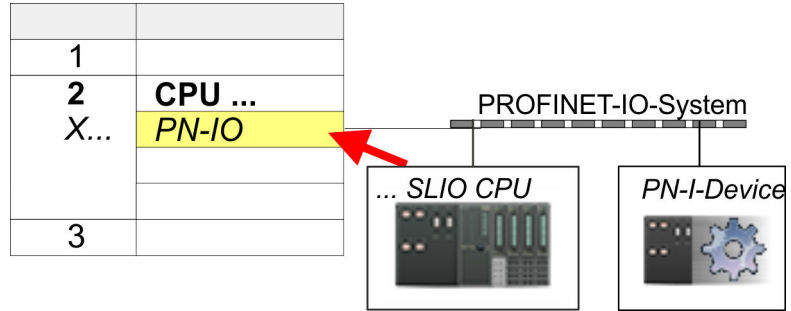 1
2 CPU ...
X... PN-IO
3
PROFINET-IO-System
... SLIO CPU
PN-I-Device